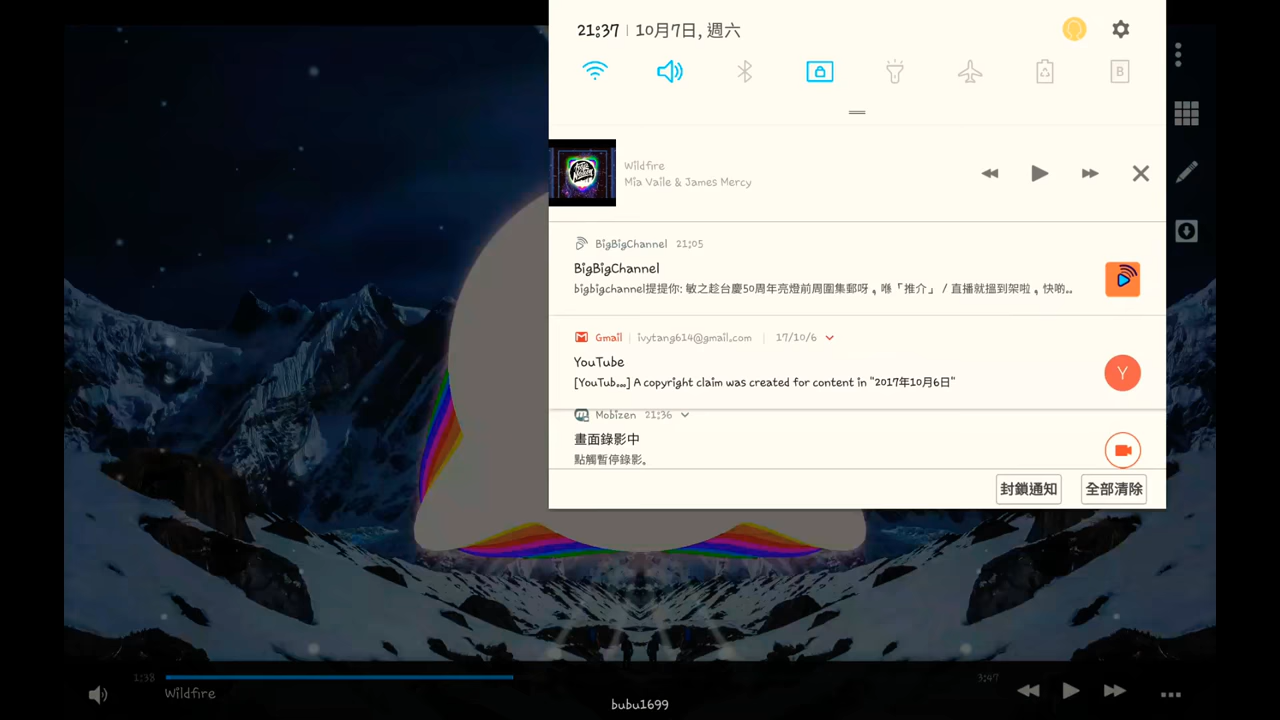 21:37 | 10月7日, 週六
B
Wildfire
Mia Vaile & James Mercy
BigBigChannel 21:05
BigBigChannel
bigbigchannel提提你: 敏之趁台慶50周年亮燈前周圍集郵呀，喺「推介」/直播就搵到架啦，快啲..
Gmail | ivytang614@gmail.com | 17/10/6
YouTube
[YouTub...] A copyright claim was created for content in "2017年10月6日"
Y
Mobizen 21:36
畫面錄影中
點觸暫停錄影。
封鎖通知 全部清除
1:38 3:47
Wildfire
bubu1699